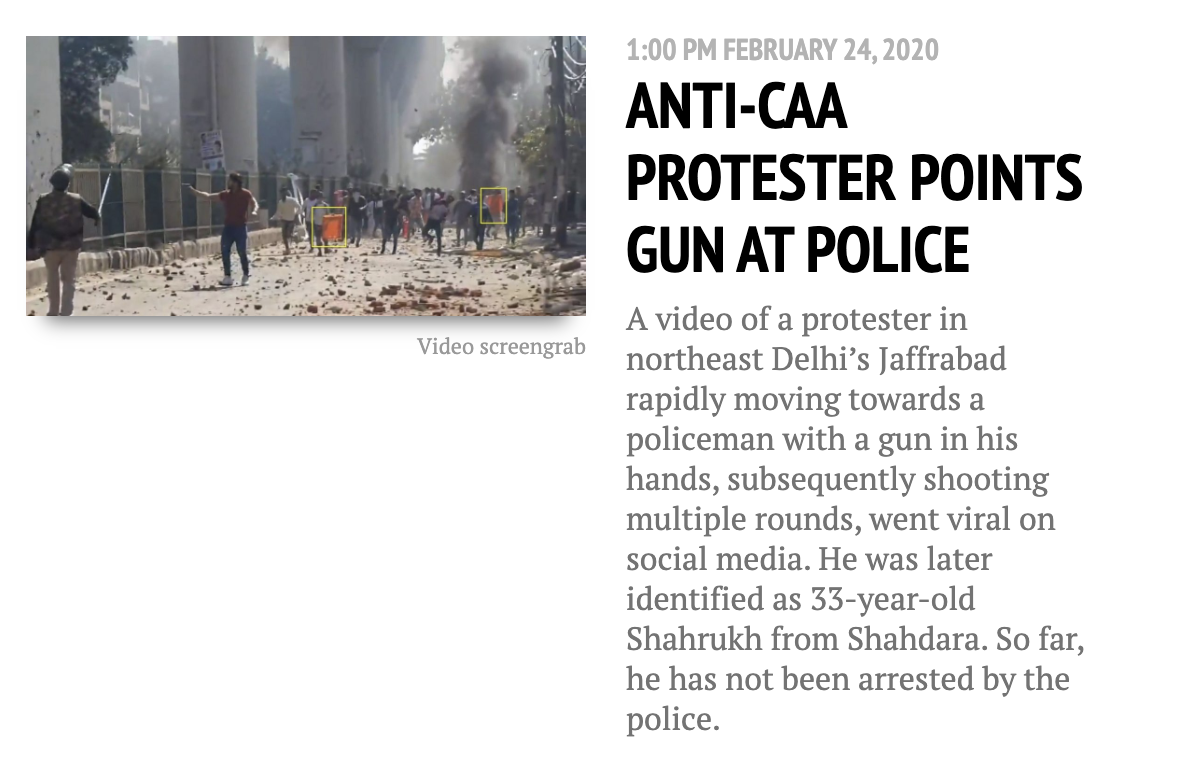 1:00 PM FEBRUARY 24, 2020
ANTI-CAA
PROTESTER POINTS
GUN AT POLICE
Video screengrab
A video of a protester in
northeast Delhi’s Jaffrabad
rapidly moving towards a
policeman with a gun in his
hands, subsequently shooting
multiple rounds, went viral on
social media. He was later
identified as 33-year-old
Shahrukh from Shahdara. So far,
he has not been arrested by the
police.